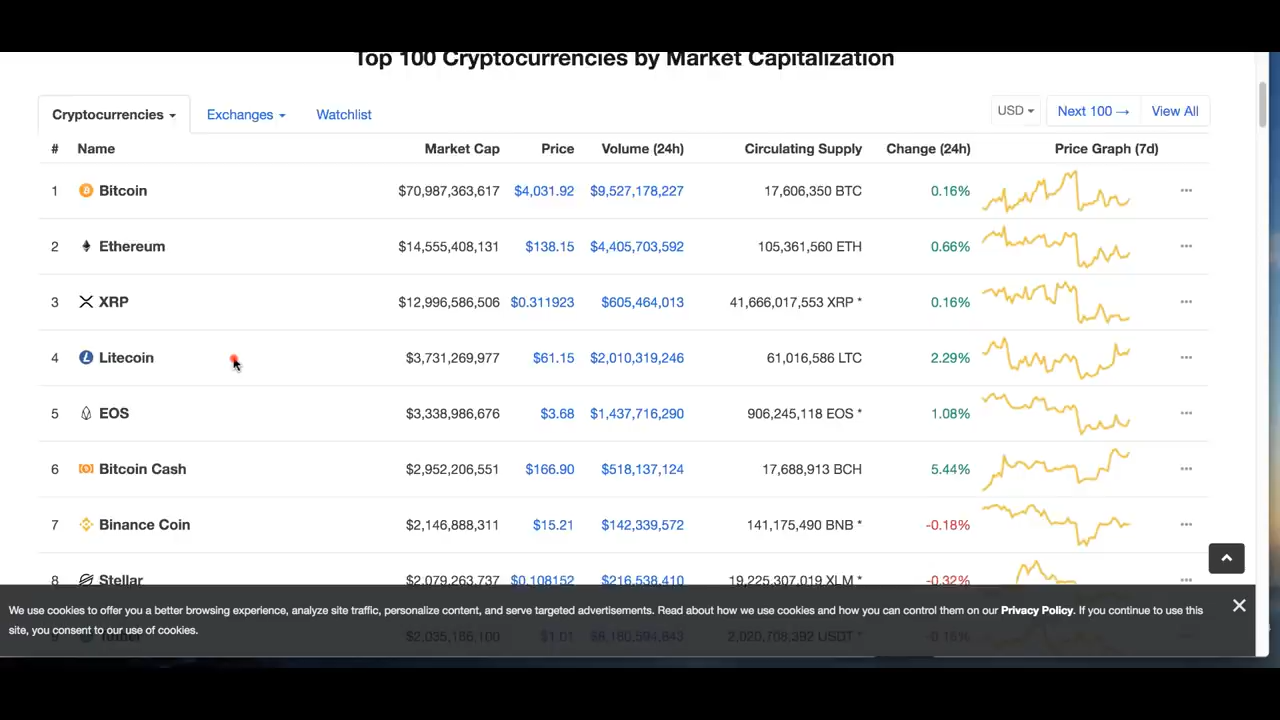 Top 100 Cryptocurrencies by Market Capitalization
Cryptocurrencies Exchanges Watchlist USD Next 100 → View All
# Name Market Cap Price Volume (24h) Circulating Supply Change (24h) Price Graph (7d)
1 Bitcoin $70,987,363,617 $4,031.92 $9,527,178,227 17,606,350 BTC 0.16%
2 Ethereum $14,555,408,131 $138.15 $4,405,703,592 105,361,560 ETH 0.66%
3 XRP $12,996,586,506 $0.311923 $605,464,013 41,666,017,553 XRP * 0.16%
4 Litecoin $3,731,269,977 $61.15 $2,010,319,246 61,016,586 LTC 2.29%
5 EOS $3,338,986,676 $3.68 $1,437,716,290 906,245,118 EOS * 1.08%
6 Bitcoin Cash $2,952,206,551 $166.90 $518,137,124 17,688,913 BCH 5.44%
7 Binance Coin $2,146,888,311 $15.21 $142,339,572 141,175,490 BNB * -0.18%
8 Stellar $2,079,263,737 $0.108152 $216,538,410 19,225,307,019 XLM * -0.32%
We use cookies to offer you a better browsing experience, analyze site traffic, personalize content, and serve targeted advertisements. Read about how we use cookies and how you can control them on our Privacy Policy. If you continue to use this
site, you consent to our use of cookies.
9 Tether $1.01